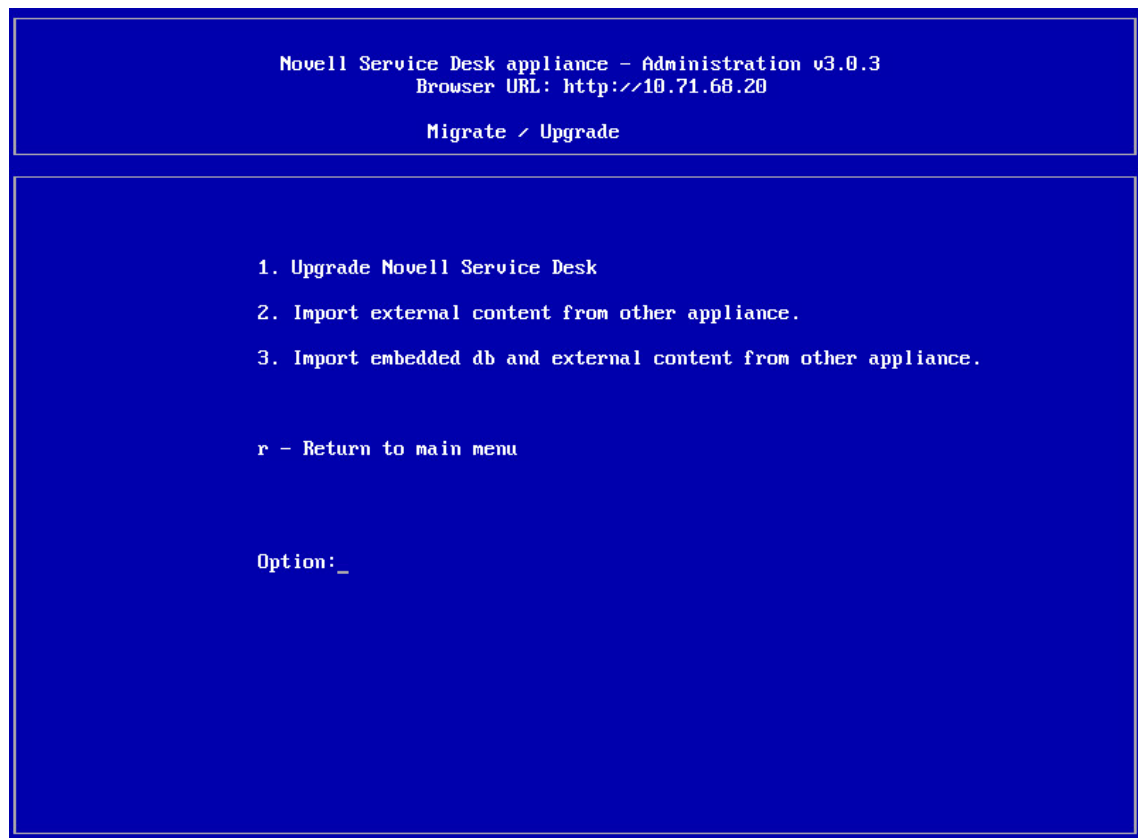 Novell Service Desk appliance - Administration v3.0.3
Browser URL: http://10.71.68.20
Migrate / Upgrade
1. Upgrade Novell Service Desk
2. Import external content from other appliance.
3. Import embedded db and external content from other appliance.
r - Return to main menu
Option:_